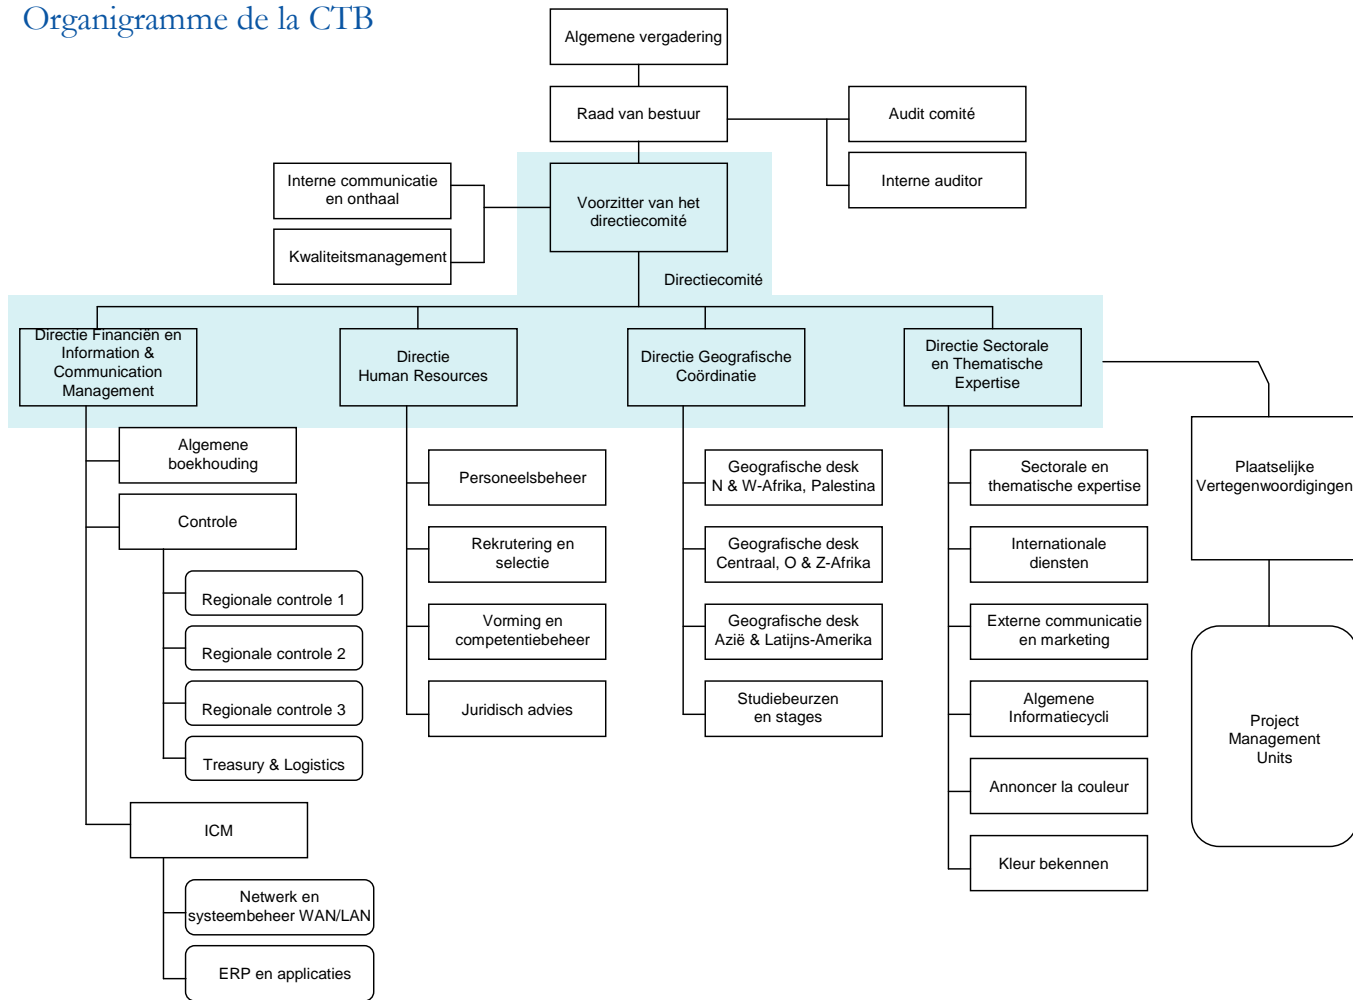 Organigramme de la CTB
Algemene vergadering
Raad van bestuur
Audit comité
Interne auditor
Interne communicatie
en onthaal
Kwaliteitsmanagement
Voorzitter van het
directiecomité
Directiecomité
Directie Financiën en
Information &
Communication
Management
Directie
Human Resources
Directie Geografische
Coördinatie
Directie Sectorale
en Thematische
Expertise
Algemene
boekhouding
Controle
Regionale controle 1
Regionale controle 2
Regionale controle 3
Treasury & Logistics
ICM
Netwerk en
systeembeheer WAN/LAN
ERP en applicaties
Personeelsbeheer
Rekrutering en
selectie
Vorming en
competentiebeheer
Juridisch advies
Geografische desk
N & W-Afrika, Palestina
Geografische desk
Centraal, O & Z-Afrika
Geografische desk
Azië & Latijns-Amerika
Studiebeurzen
en stages
Sectorale en
thematische expertise
Internationale
diensten
Externe communicatie
en marketing
Algemene
Informatiecycli
Annoncer la couleur
Kleur bekennen
Plaatselijke
Vertegenwoordigingen
Project
Management
Units